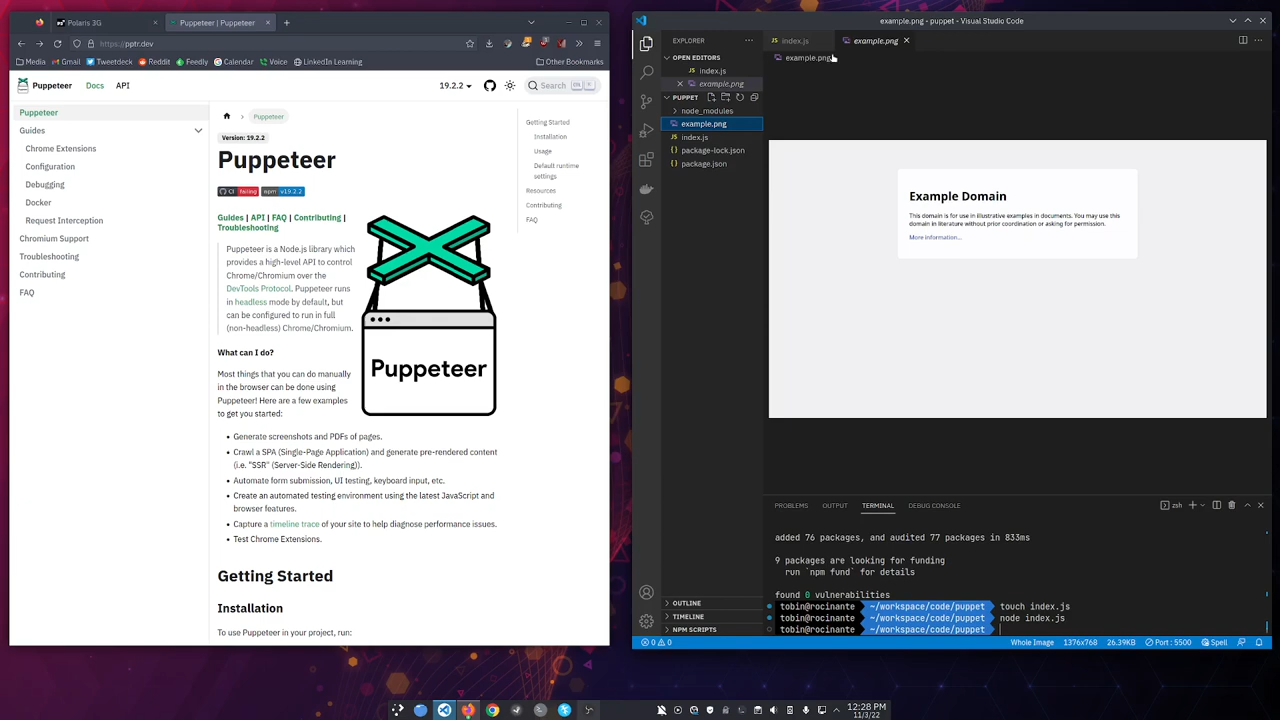 Polaris 3G
Puppeteer | Puppeteer
https://pptr.dev
Media
Gmail
Tweetdeck
Reddit
Feedly
Calendar
Voice
LinkedIn Learning
Other Bookmarks
Puppeteer
Docs
API
19.2.2
Search
Puppeteer
Guides
Chrome Extensions
Configuration
Debugging
Docker
Request Interception
Chromium Support
Troubleshooting
Contributing
FAQ
Puppeteer
Version: 19.2.2
Puppeteer
CI failing npm v19.2.2
Guides | API | FAQ | Contributing |
Troubleshooting
Puppeteer is a Node.js library which
provides a high-level API to control
Chrome/Chromium over the
DevTools Protocol. Puppeteer runs
in headless mode by default, but
can be configured to run in full
(non-headless) Chrome/Chromium.
Puppeteer
What can I do?
Most things that you can do manually
in the browser can be done using
Puppeteer! Here are a few examples
to get you started:
• Generate screenshots and PDFs of pages.
• Crawl a SPA (Single-Page Application) and generate pre-rendered content
(i.e. "SSR" (Server-Side Rendering)).
• Automate form submission, UI testing, keyboard input, etc.
• Create an automated testing environment using the latest JavaScript and
browser features.
• Capture a timeline trace of your site to help diagnose performance issues.
• Test Chrome Extensions.
Getting Started
Installation
To use Puppeteer in your project, run:
Getting Started
Installation
Usage
Default runtime
settings
Resources
Contributing
FAQ
example.png - puppet - Visual Studio Code
EXPLORER
OPEN EDITORS
index.js
example.png
PUPPET
node_modules
example.png
index.js
package-lock.json
package.json
OUTLINE
TIMELINE
NPM SCRIPTS
index.js
example.png
example.png
Example Domain
This domain is for use in illustrative examples in documents. You may use this
domain in literature without prior coordination or asking for permission.
More information...
PROBLEMS
OUTPUT
TERMINAL
DEBUG CONSOLE
zsh
added 76 packages, and audited 77 packages in 833ms
9 packages are looking for funding
run `npm fund` for details
found 0 vulnerabilities
tobin@rocinante ~/workspace/code/puppet touch index.js
tobin@rocinante ~/workspace/code/puppet node index.js
tobin@rocinante ~/workspace/code/puppet
0 0
Whole Image
1376x768
26.39KB
Port : 5500
Spell
12:28 PM
11/3/22